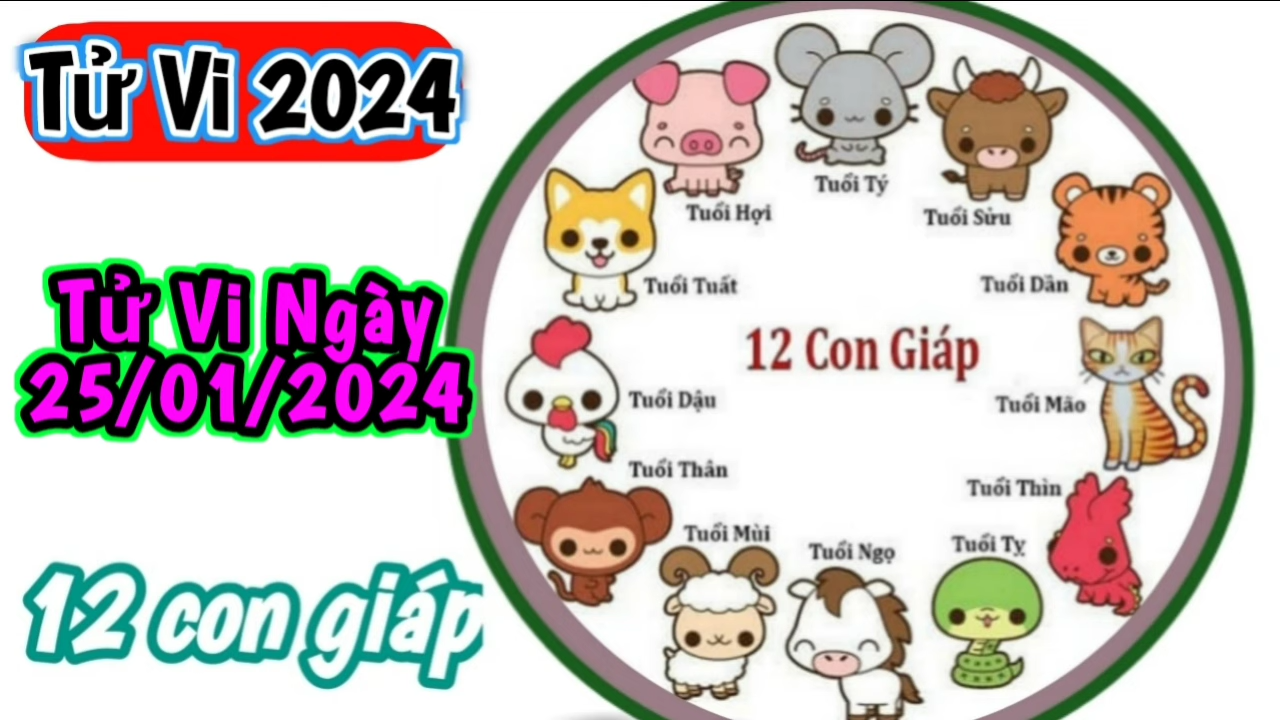 Tử Vi 2024
Tử Vi Ngày
25/01/2024
12 con giáp
12 Con Giáp
Tuổi Tý
Tuổi Sửu
Tuổi Dần
Tuổi Mão
Tuổi Thìn
Tuổi Tỵ
Tuổi Ngọ
Tuổi Mùi
Tuổi Thân
Tuổi Dậu
Tuổi Tuất
Tuổi Hợi